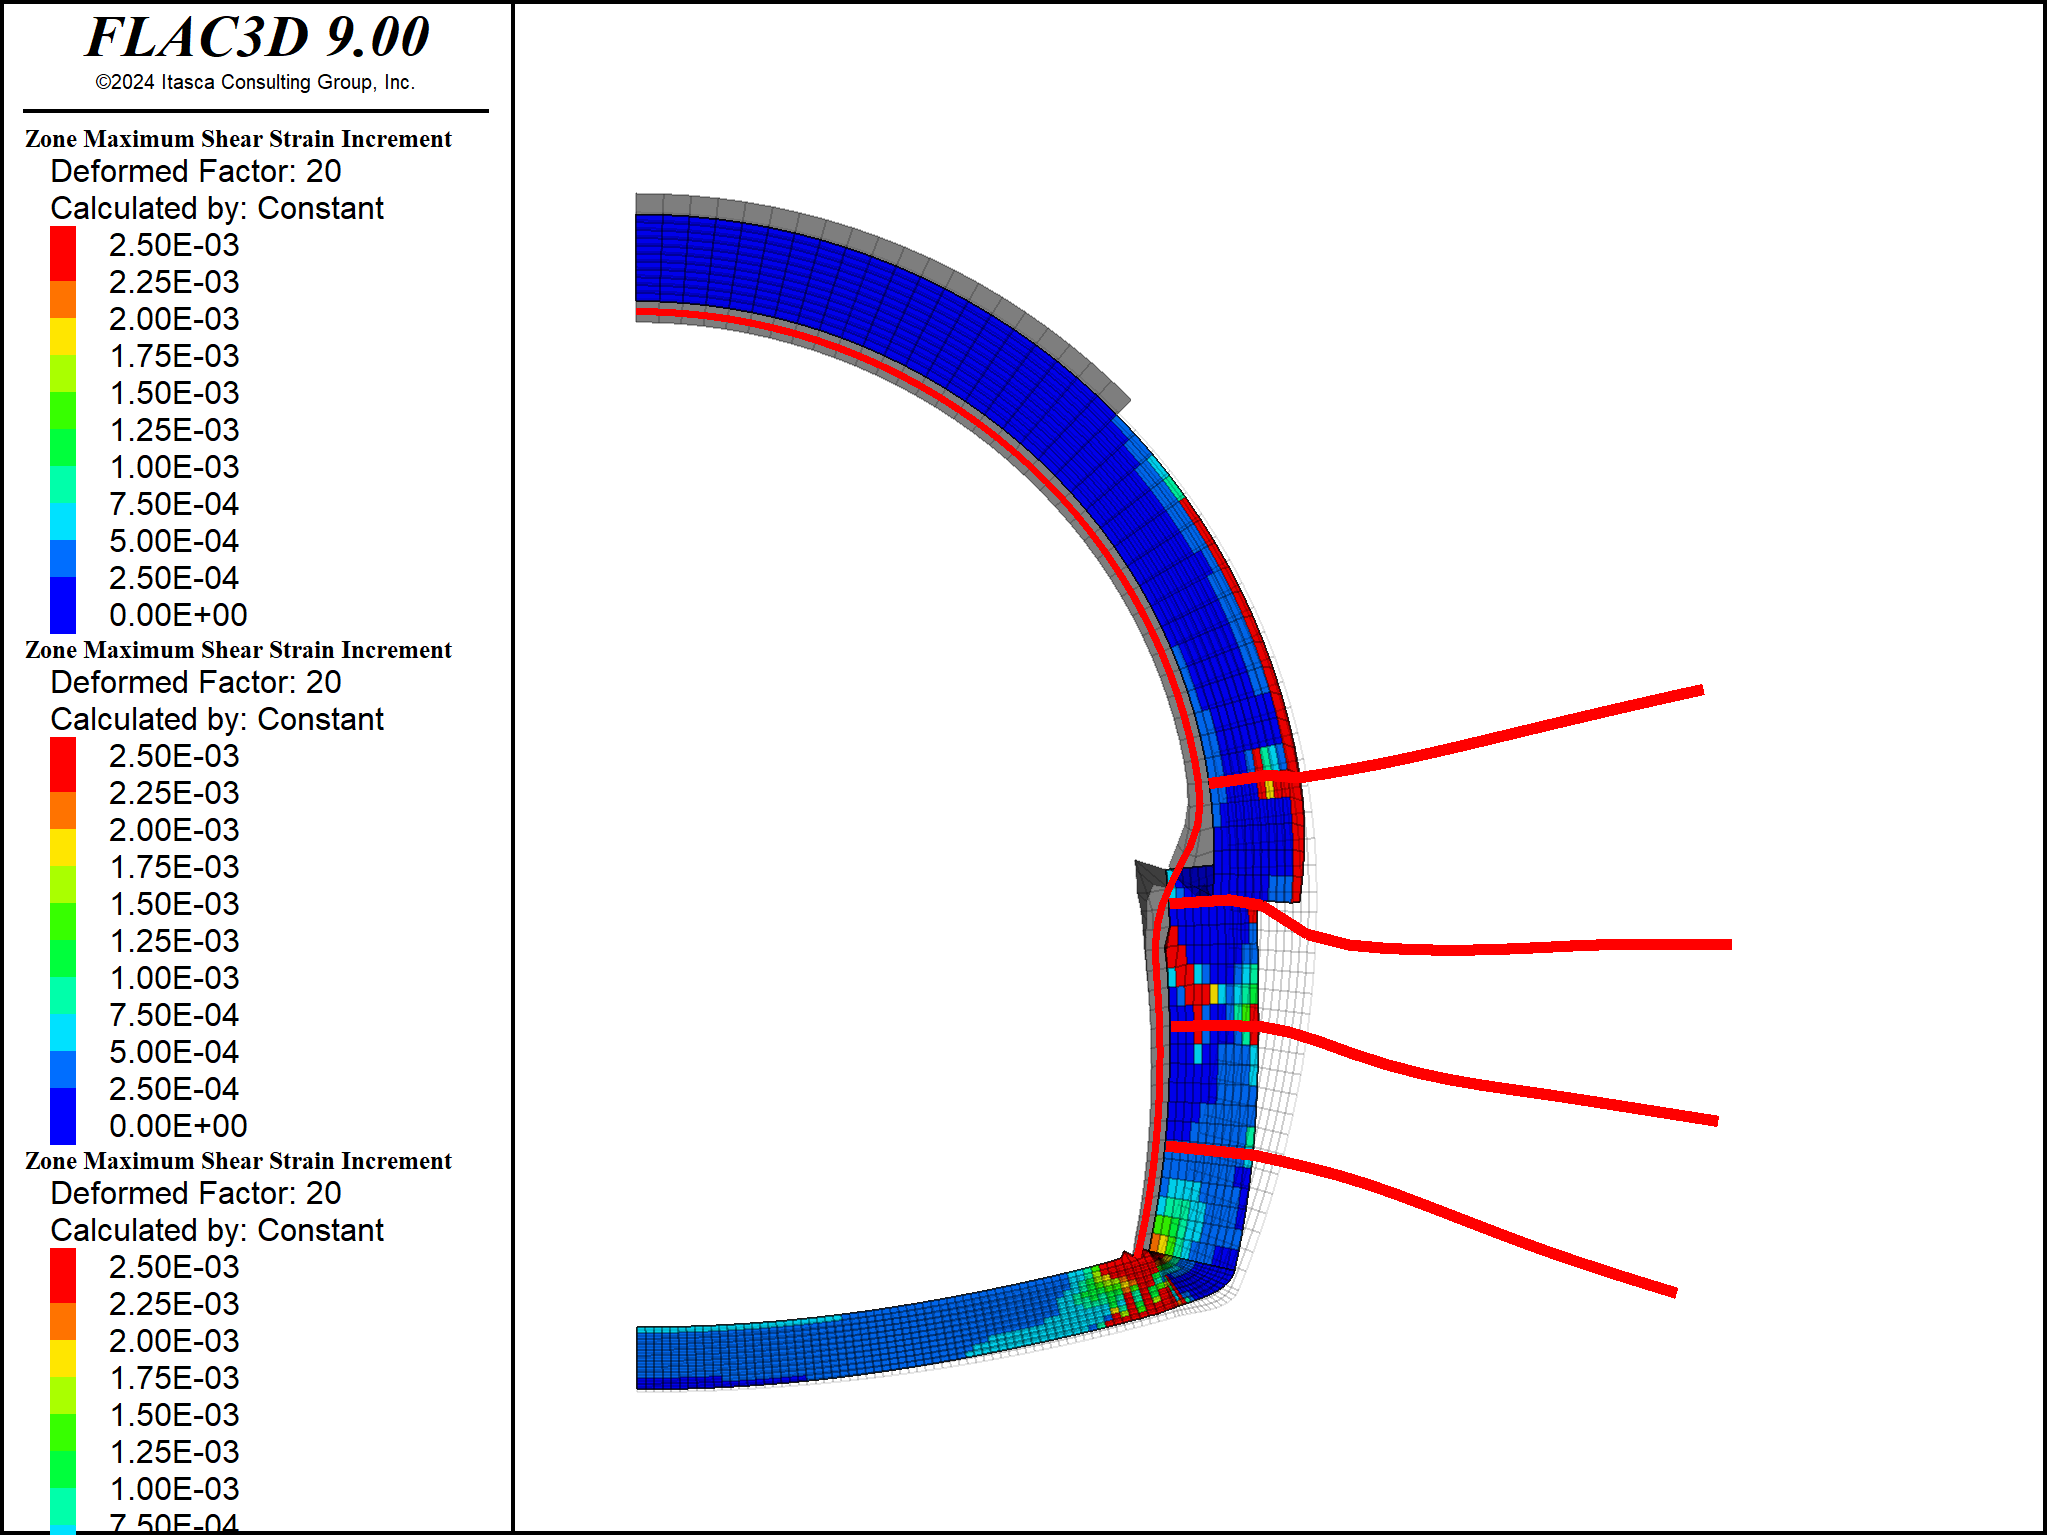 FLAC3D 9.00
©2024 Itasca Consulting Group, Inc.
Zone Maximum Shear Strain Increment
Deformed Factor: 20
Calculated by: Constant
2.50E-03
2.25E-03
2.00E-03
1.75E-03
1.50E-03
1.25E-03
1.00E-03
7.50E-04
5.00E-04
2.50E-04
0.00E+00
Zone Maximum Shear Strain Increment
Deformed Factor: 20
Calculated by: Constant
2.50E-03
2.25E-03
2.00E-03
1.75E-03
1.50E-03
1.25E-03
1.00E-03
7.50E-04
5.00E-04
2.50E-04
0.00E+00
Zone Maximum Shear Strain Increment
Deformed Factor: 20
Calculated by: Constant
2.50E-03
2.25E-03
2.00E-03
1.75E-03
1.50E-03
1.25E-03
1.00E-03
7.50E-04